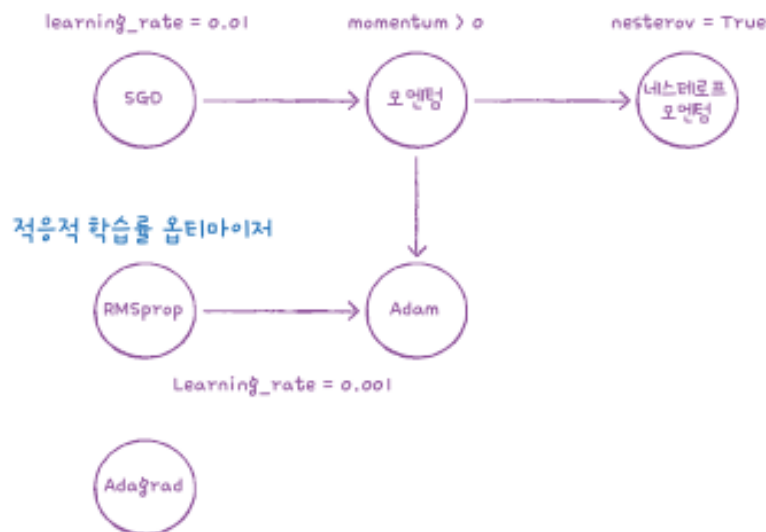 learning_rate = 0.01
momentum > 0
nesterov = True
SGD
모멘텀
네스테로프
모멘텀
적응적 학습률 옵티마이저
RMSprop
Adam
Learning_rate = 0.001
Adagrad